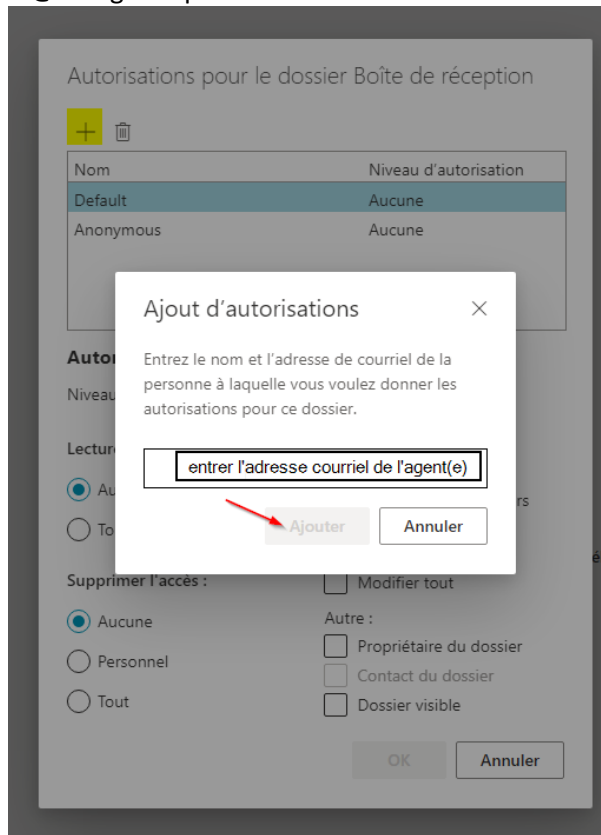 Autorisations pour le dossier Boîte de réception
Nom Niveau d'autorisation
Default Aucune
Anonymous Aucune
Ajout d'autorisations
Entrez le nom et l'adresse de courriel de la
personne à laquelle vous voulez donner les
autorisations pour ce dossier.
entrer l'adresse courriel de l'agent(e)
Ajouter Annuler
Supprimer l'accès :
Modifier tout
Aucune
Autre :
Personnel
Propriétaire du dossier
Contact du dossier
Tout
Dossier visible
OK Annuler